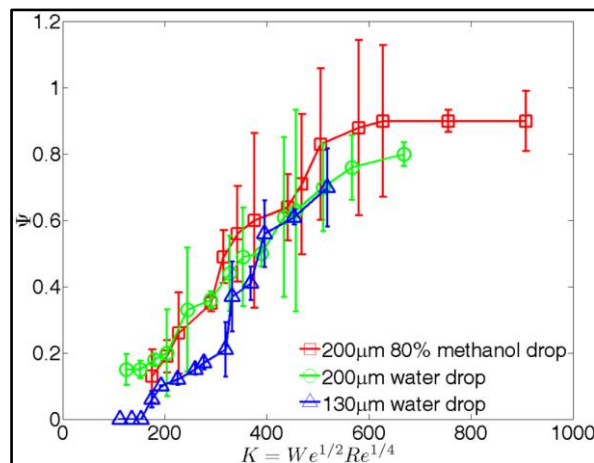 1.2
1
0.8
0.6
0.4
0.2
0
Ψ
200μm 80% methanol drop
200μm water drop
130μm water drop
0 200 400 600 800 1000
K = We^{1/2}Re^{1/4}